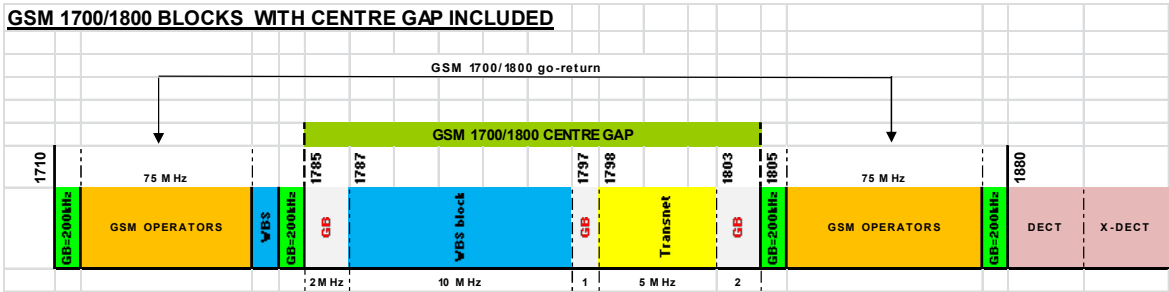 GSM 1700/1800 BLOCKS WITH CENTRE GAP INCLUDED
GSM 1700/1800 go-return
GSM 1700/1800 CENTRE GAP
1710
75 MHz
1785
1787
1797
1798
1803
1805
75 MHz
1880
GB=200kHz
GSM OPERATORS
WBS
GB=200kHz
GB
WBS block
GB
Transnet
GB
GB=200kHz
GSM OPERATORS
GB=200kHz
DECT
X-DECT
2 MHz
10 MHz
1
5 MHz
2